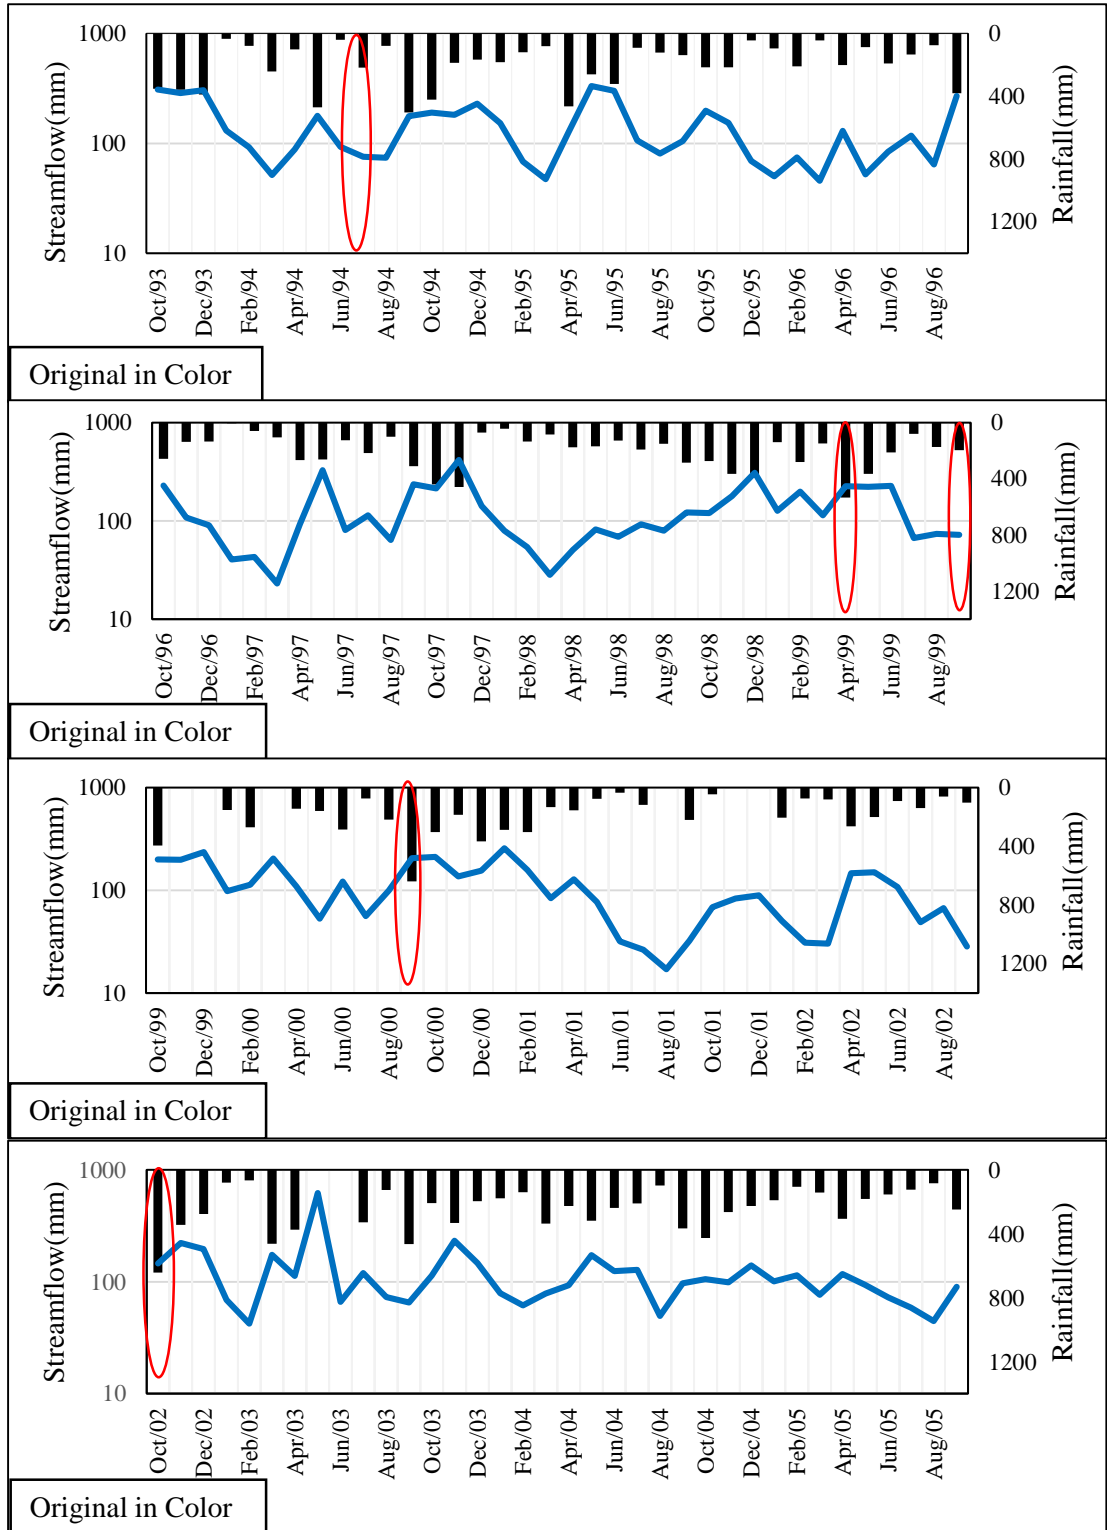 1000
100
10
Streamflow(mm)
0
400
800
1200
Rainfall(mm)
Oct/93
Dec/93
Feb/94
Apr/94
Jun/94
Aug/94
Oct/94
Dec/94
Feb/95
Apr/95
Jun/95
Aug/95
Oct/95
Dec/95
Feb/96
Apr/96
Jun/96
Aug/96
Original in Color
1000
100
10
Streamflow(mm)
0
400
800
1200
Rainfall(mm)
Oct/96
Dec/96
Feb/97
Apr/97
Jun/97
Aug/97
Oct/97
Dec/97
Feb/98
Apr/98
Jun/98
Aug/98
Oct/98
Dec/98
Feb/99
Apr/99
Jun/99
Aug/99
Original in Color
1000
100
10
Streamflow(mm)
0
400
800
1200
Rainfall(mm)
Oct/99
Dec/99
Feb/00
Apr/00
Jun/00
Aug/00
Oct/00
Dec/00
Feb/01
Apr/01
Jun/01
Aug/01
Oct/01
Dec/01
Feb/02
Apr/02
Jun/02
Aug/02
Original in Color
1000
100
10
Streamflow(mm)
0
400
800
1200
Rainfall(mm)
Oct/02
Dec/02
Feb/03
Apr/03
Jun/03
Aug/03
Oct/03
Dec/03
Feb/04
Apr/04
Jun/04
Aug/04
Oct/04
Dec/04
Feb/05
Apr/05
Jun/05
Aug/05
Original in Color